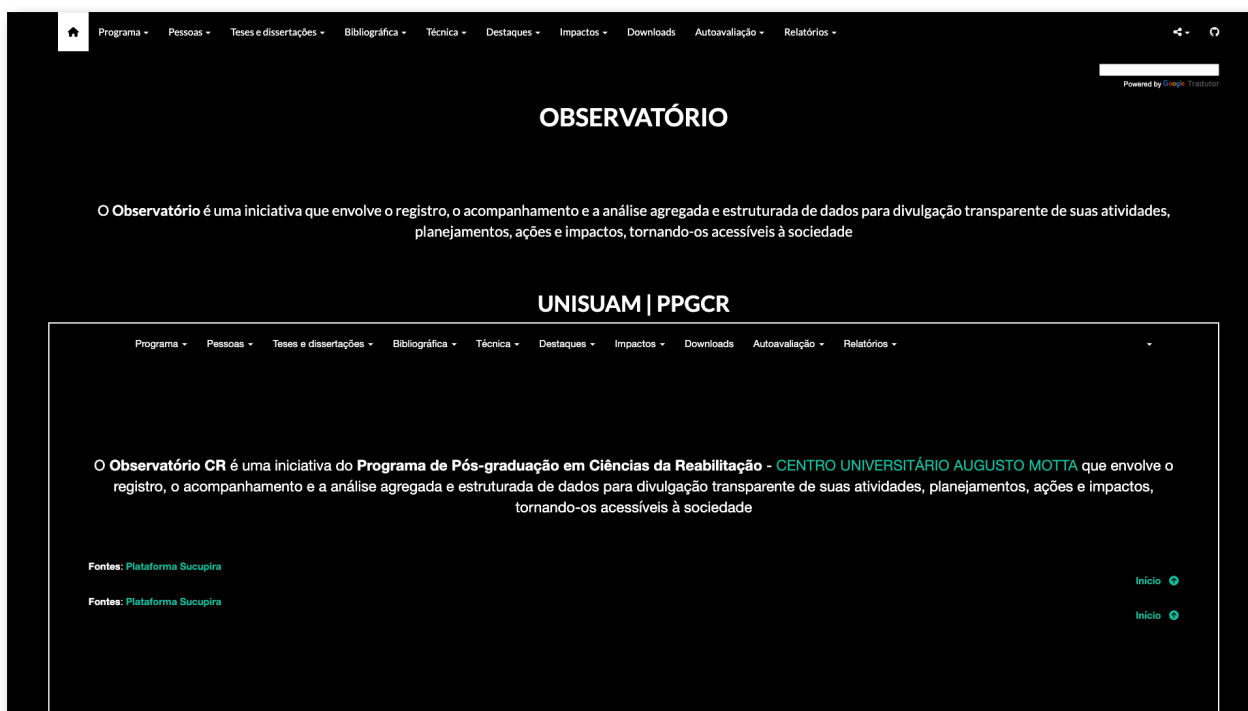 Programa Pessoas Teses e dissertações Bibliográfica Técnica Destaques Impactos Downloads Autoavaliação Relatórios
Powered by Google Tradutor
OBSERVATÓRIO
O Observatório é uma iniciativa que envolve o registro, o acompanhamento e a análise agregada e estruturada de dados para divulgação transparente de suas atividades,
planejamentos, ações e impactos, tornando-os acessíveis à sociedade
UNISUAM | PPGCR
Programa Pessoas Teses e dissertações Bibliográfica Técnica Destaques Impactos Downloads Autoavaliação Relatórios
O Observatório CR é uma iniciativa do Programa de Pós-graduação em Ciências da Reabilitação - CENTRO UNIVERSITÁRIO AUGUSTO MOTTA que envolve o
registro, o acompanhamento e a análise agregada e estruturada de dados para divulgação transparente de suas atividades, planejamentos, ações e impactos,
tornando-os acessíveis à sociedade
Fontes: Plataforma Sucupira
Início
Fontes: Plataforma Sucupira
Início